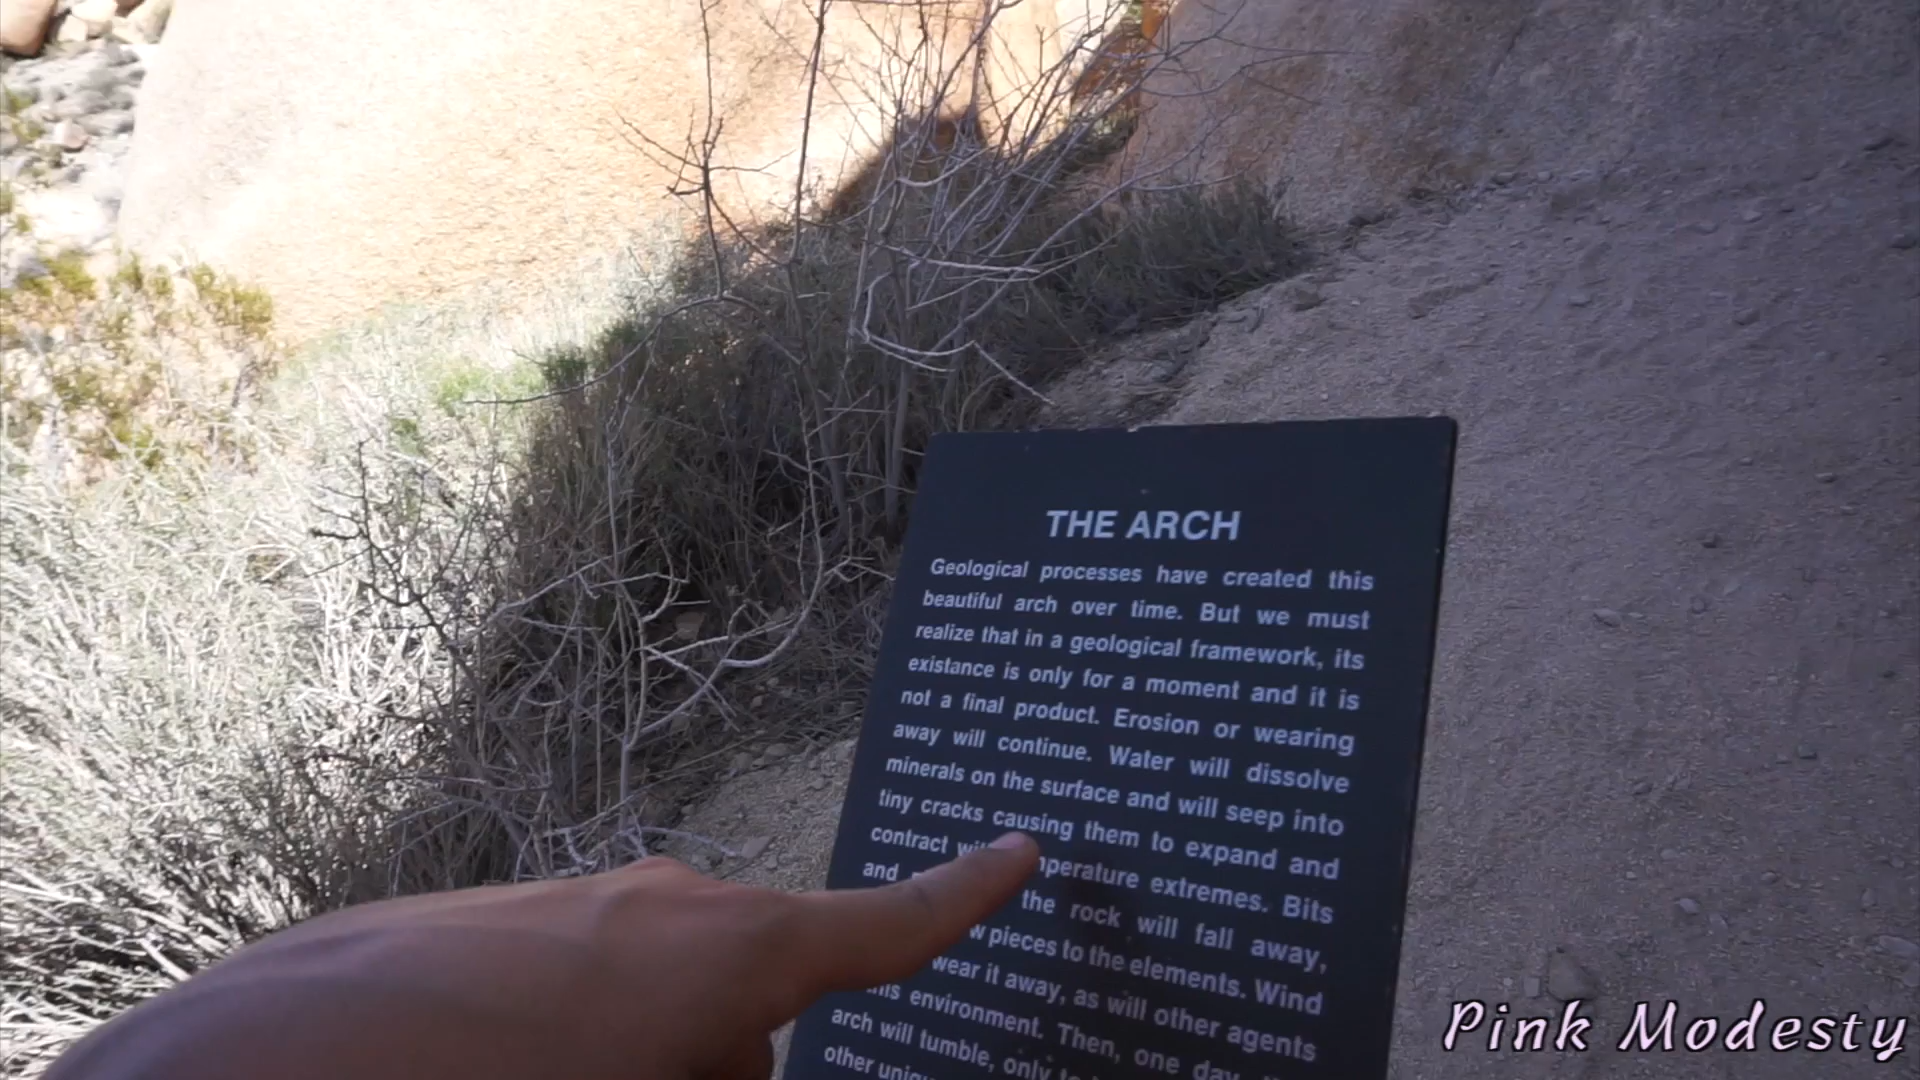 THE ARCH
Geological processes have created this
beautiful arch over time. But we must
realize that in a geological framework, its
existance is only for a moment and it is
not a final product. Erosion or wearing
away will continue. Water will dissolve
minerals on the surface and will seep into
tiny cracks causing them to expand and
contract with temperature extremes. Bits
and the rock will fall away,
pieces to the elements. Wind
wear it away, as will other agents
environment. Then, one day
arch will tumble, only
other
Pink Modesty